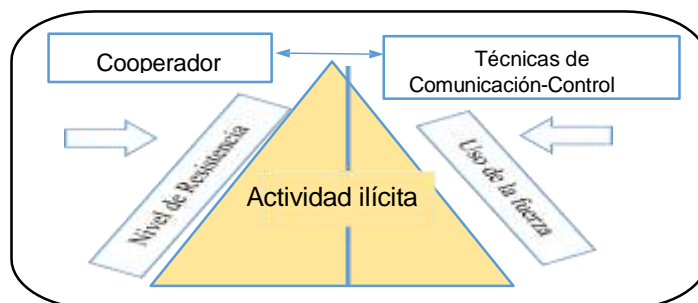 Cooperador
Técnicas de
Comunicación-Control
Nivel de Resistencia
Uso de la fuerza
Actividad ilícita